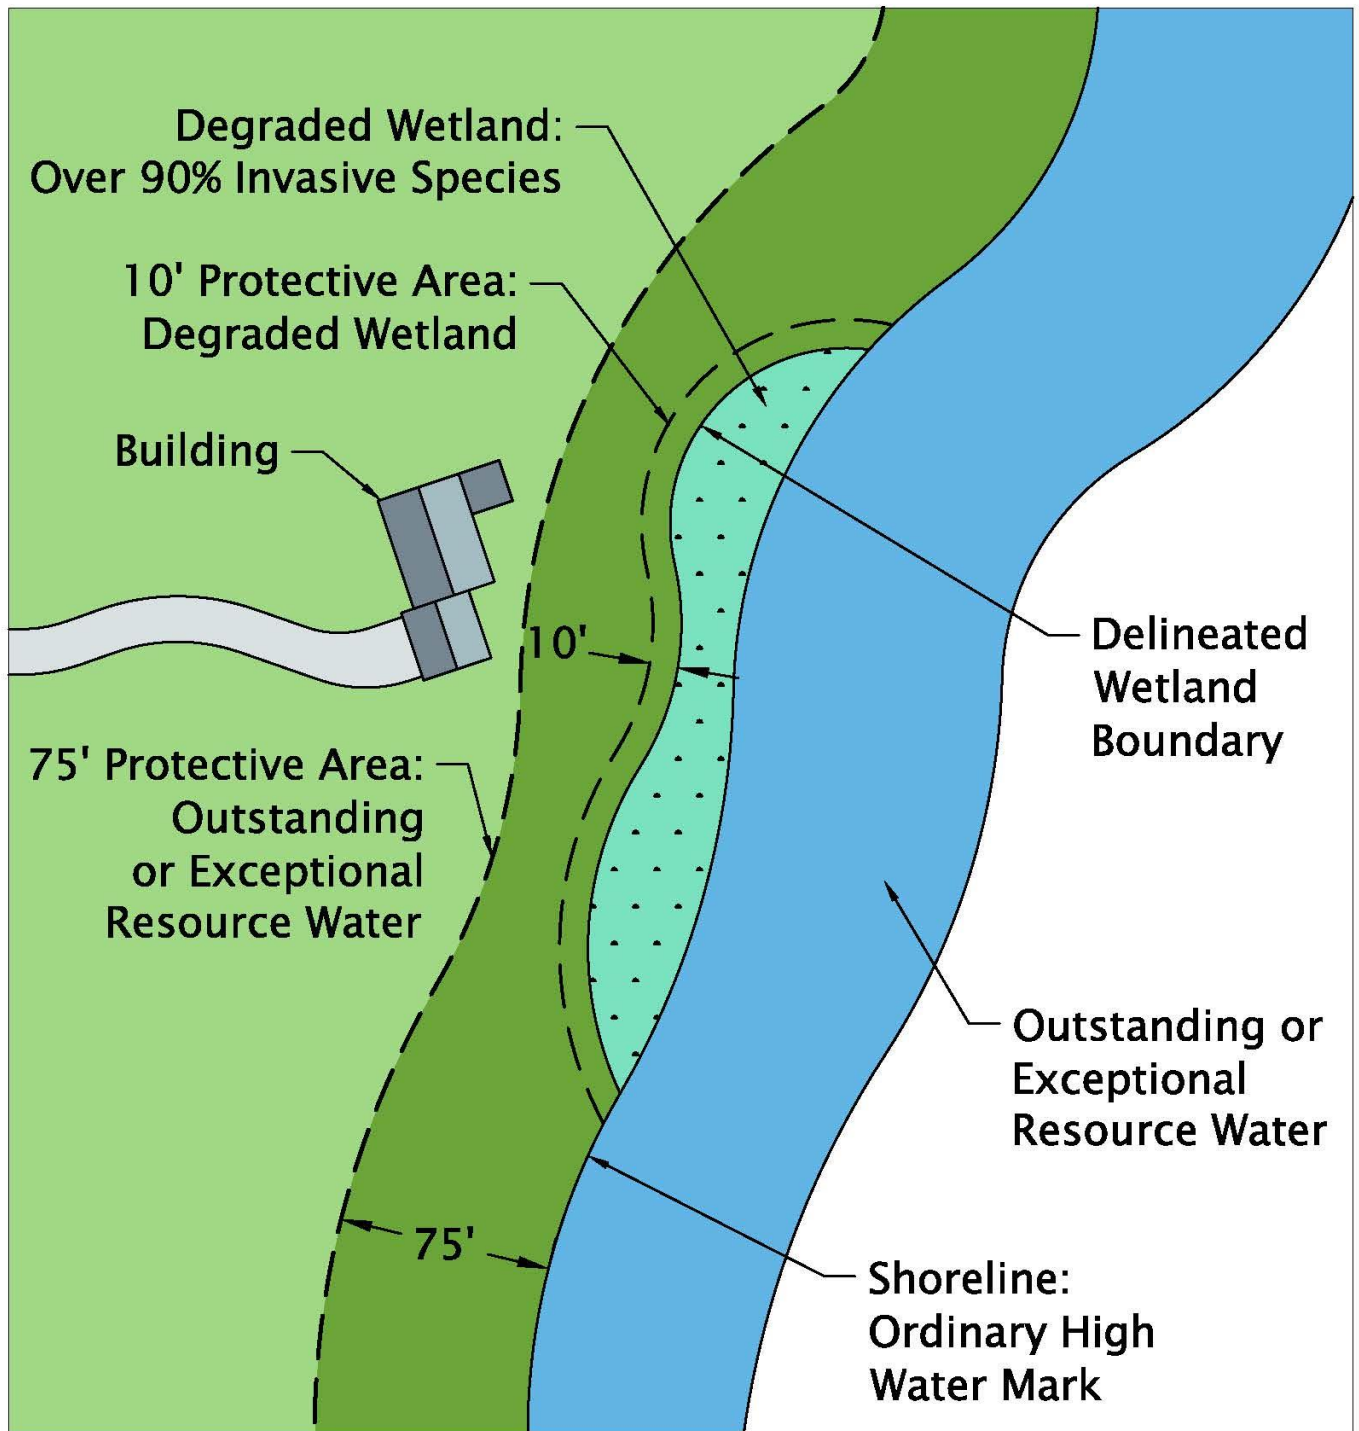 Degraded Wetland:
Over 90% Invasive Species
10' Protective Area:
Degraded Wetland
Building
10'
Delineated
Wetland
Boundary
75' Protective Area:
Outstanding
or Exceptional
Resource Water
Outstanding or
Exceptional
Resource Water
75'
Shoreline:
Ordinary High
Water Mark